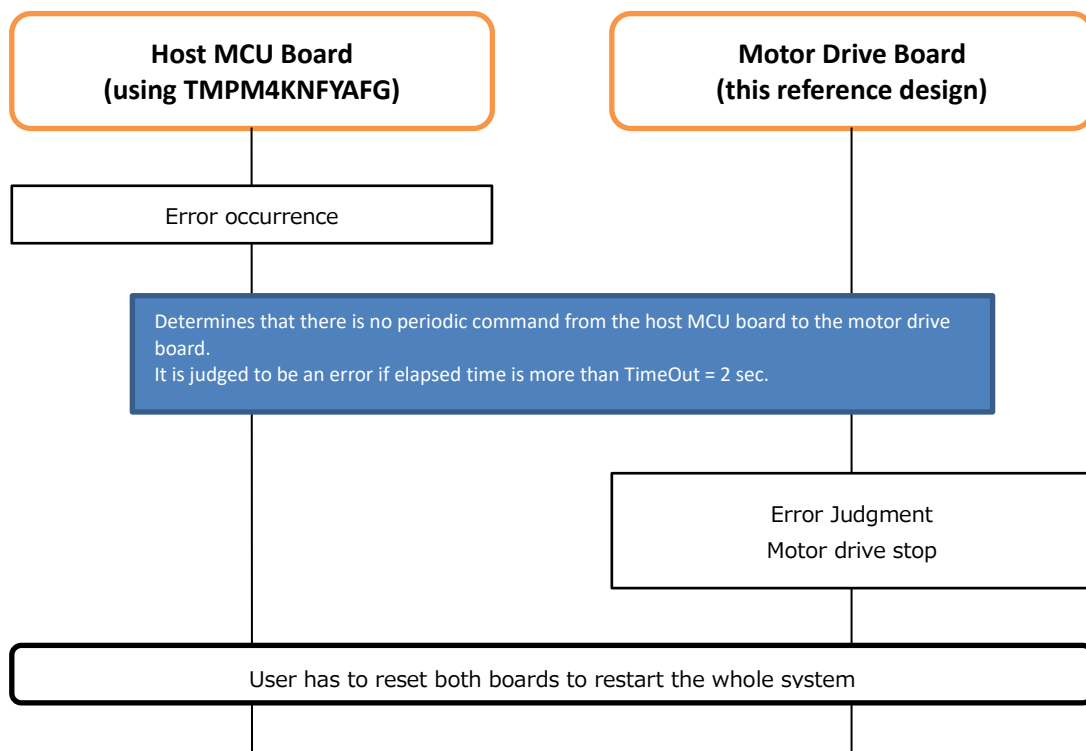 Host MCU Board
(using TMPM4KNFYAFG)
Motor Drive Board
(this reference design)
Error occurrence
Determines that there is no periodic command from the host MCU board to the motor drive
board.
It is judged to be an error if elapsed time is more than TimeOut = 2 sec.
Error Judgment
Motor drive stop
User has to reset both boards to restart the whole system